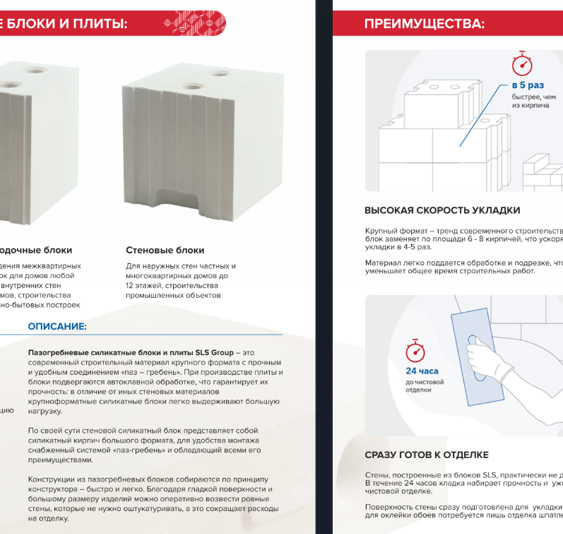 Е БЛОКИ И ПЛИТЫ:
одочные блоки
дения межквартирных
ок для домов любой
внутренних стен
мов, строительства
но-бытовых построек
Стеновые блоки
Для наружных стен частных и
многоквартирных домов до
12 этажей, строительства
промышленных объектов
ОПИСАНИЕ:
Пазогребневые силикатные блоки и плиты SLS Group – это
современный строительный материал крупного формата с прочным
и удобным соединением «паз – гребень». При производстве плиты и
блоки подвергаются автоклавной обработке, что гарантирует их
прочность: в отличие от иных стеновых материалов
крупноформатные силикатные блоки легко выдерживают большую
нагрузку.
цию
По своей сути стеновой силикатный блок представляет собой
силикатный кирпич большого формата, для удобства монтажа
снабженный системой «паз-гребень» и обладающий всеми его
преимуществами.
Конструкции из пазогребневых блоков собираются по принципу
конструктора – быстро и легко. Благодаря гладкой поверхности и
большому размеру изделий можно оперативно возвести ровные
стены, которые не нужно оштукатуривать, а это сокращает расходы
на отделку.
ПРЕИМУЩЕСТВА:
в 5 раз
быстрее, чем
из кирпича
ВЫСОКАЯ СКОРОСТЬ УКЛАДКИ
Крупный формат – тренд современного строительств
блок заменяет по площади 6 - 8 кирпичей, что ускоря
укладки в 4-5 раз.
Материал легко поддается обработке и подрезке, что
уменьшает общее время строительных работ.
24 часа
до чистовой
отделки
СРАЗУ ГОТОВ К ОТДЕЛКЕ
Стены, построенные из блоков SLS, практически не д
В течение 24 часов кладка набирает прочность и уже
чистовой отделке.
Поверхность стены сразу подготовлена для укладки
для оклейки обоев потребуется лишь отделка шпатле